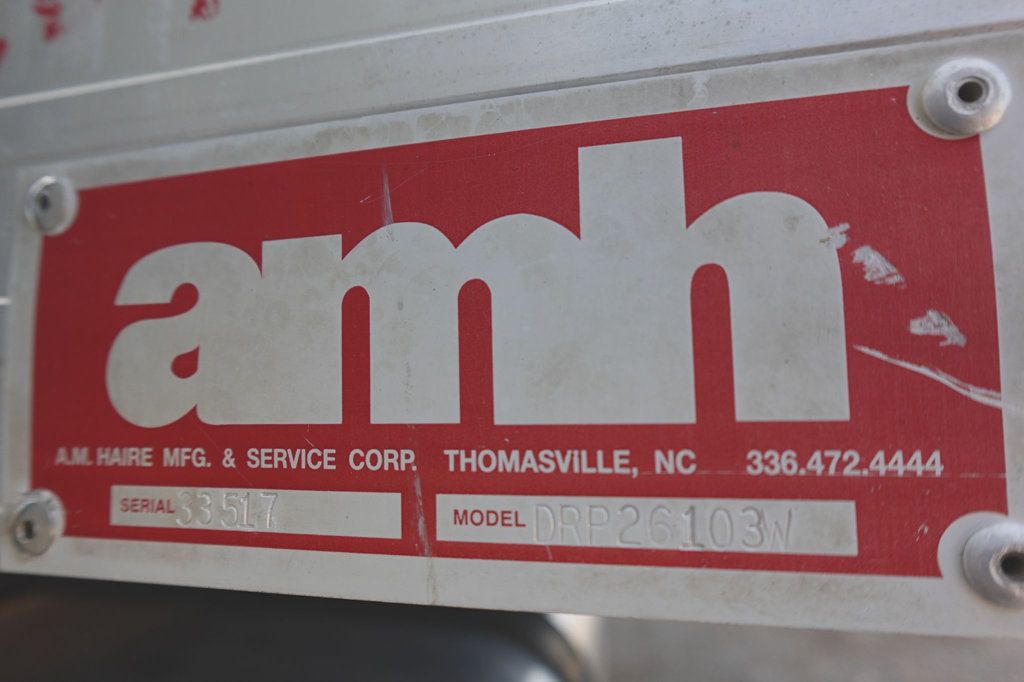 amh
A.M. HAIRE MFG. & SERVICE CORP. THOMASViLLE, NC 336.472.4444
SERIAL 33517 MODEL DRP26103W